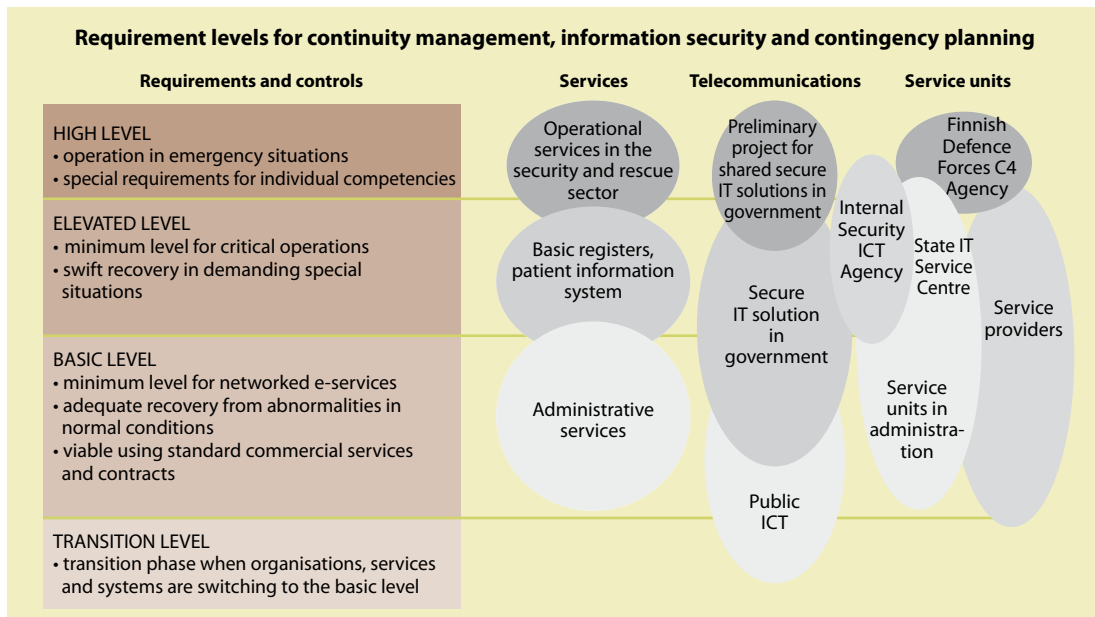 Requirement levels for continuity management, information security and contingency planning
Requirements and controls
HIGH LEVEL
• operation in emergency situations
• special requirements for individual competencies
ELEVATED LEVEL
• minimum level for critical operations
• swift recovery in demanding special
situations
BASIC LEVEL
• minimum level for networked e-services
• adequate recovery from abnormalities in
normal conditions
• viable using standard commercial services
and contracts
TRANSITION LEVEL
• transition phase when organisations, services
and systems are switching to the basic level
Services
Operational
services in the
security and rescue
sector
Basic registers,
patient information
system
Administrative
services
Telecommunications
Preliminary
project for
shared secure
IT solutions in
government
Secure
IT solution
in
government
Public
ICT
Service units
Finnish
Defence
Forces C4
Agency
Internal
Security
ICT
Agency
State IT
Service
Centre
Service
providers
Service
units in
administra-
tion